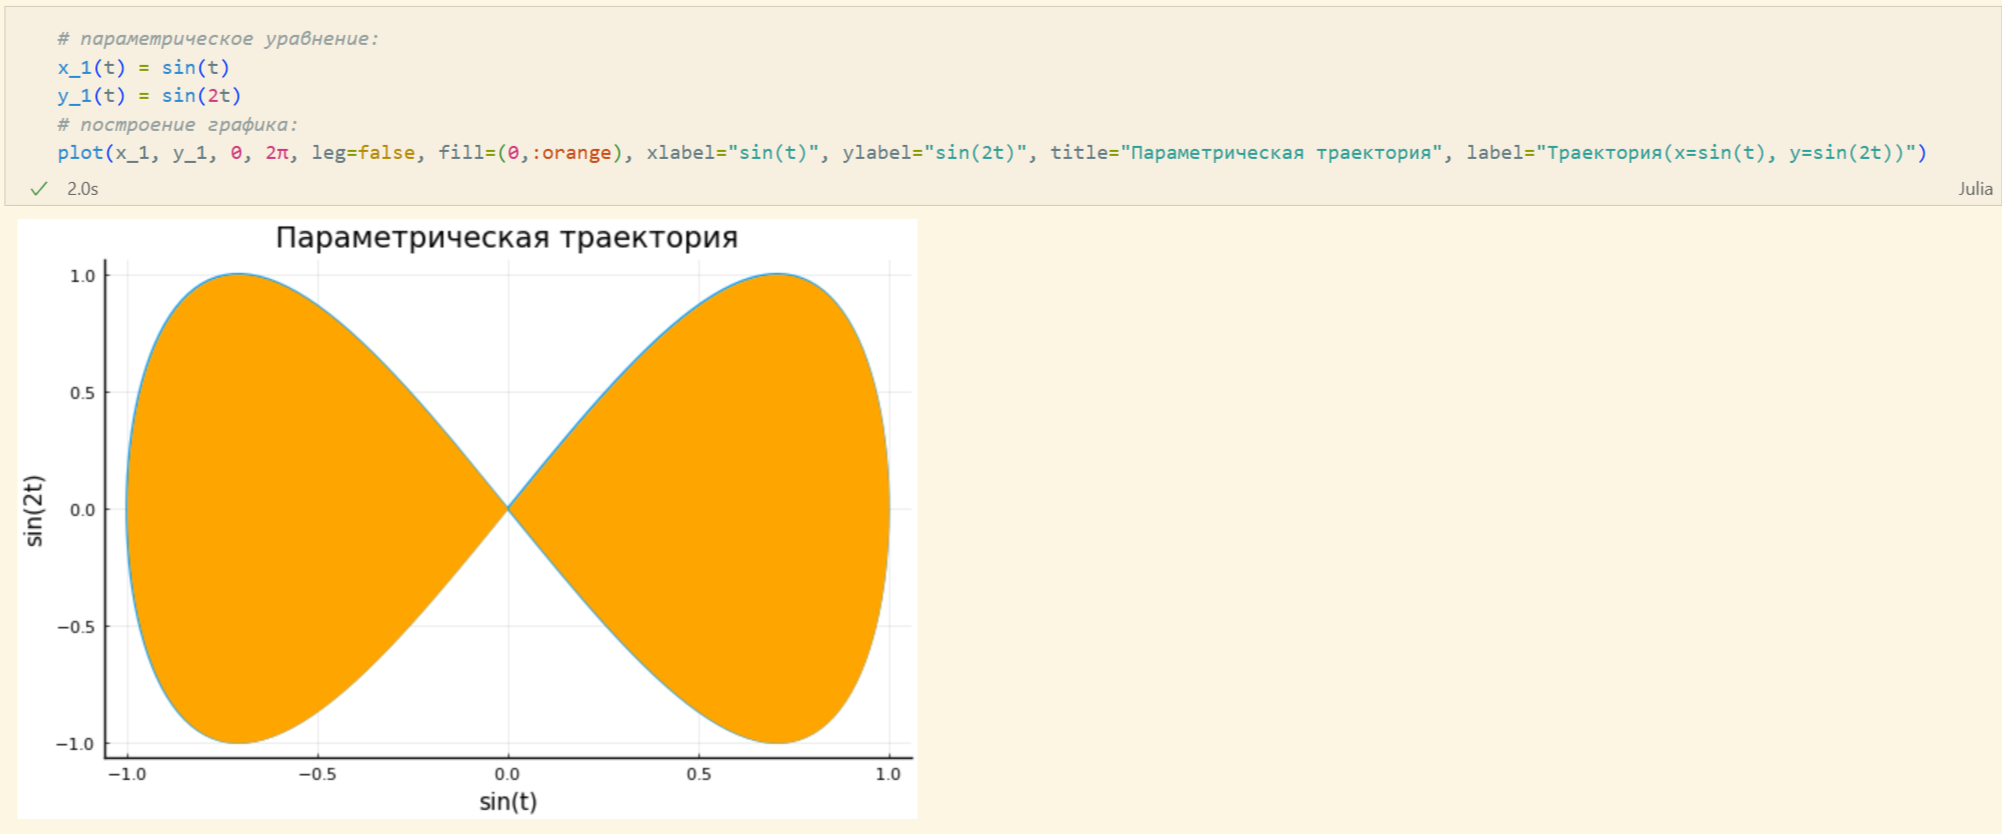 # параметрическое уравнение:
x_1(t) = sin(t)
y_1(t) = sin(2t)
# построение графика:
plot(x_1, y_1, 0, 2π, leg=false, fill=(0,:orange), xlabel="sin(t)", ylabel="sin(2t)", title="Параметрическая траектория", label="Траектория(x=sin(t), y=sin(2t))")
2.0s
Julia
Параметрическая траектория
1.0
0.5
0.0
−0.5
−1.0
sin(2t)
−1.0
−0.5
0.0
0.5
1.0
sin(t)